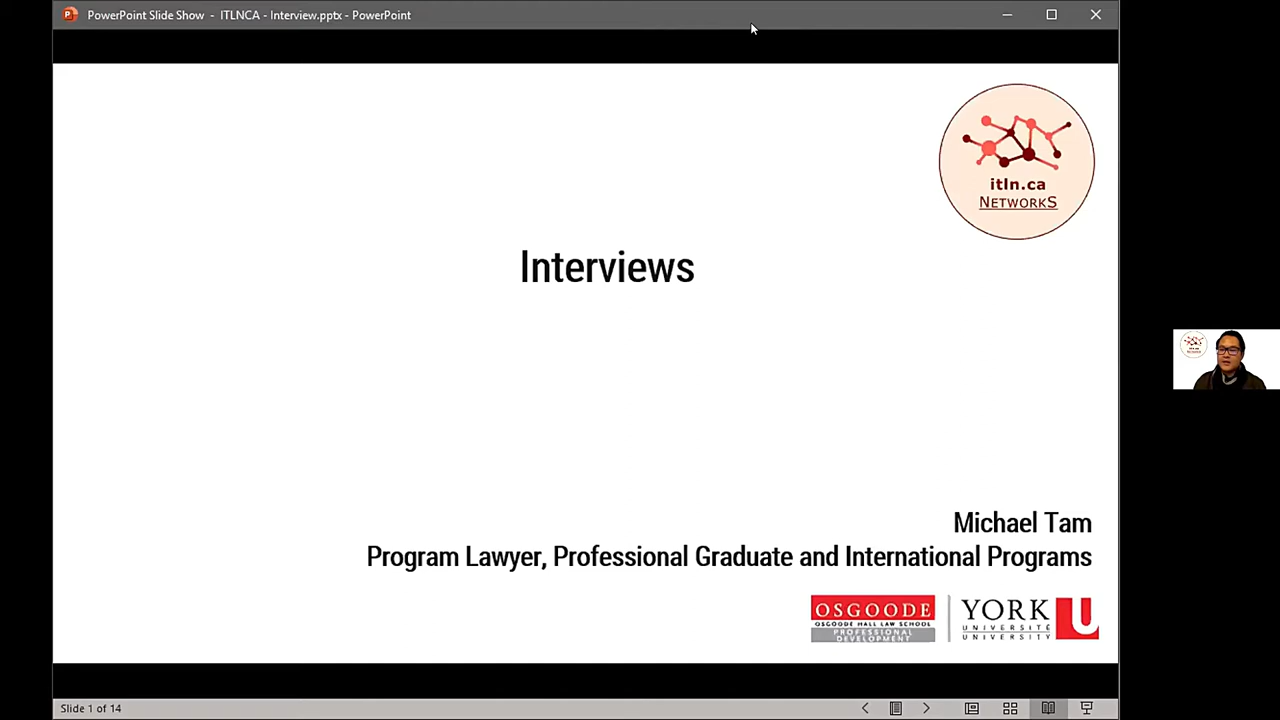 PowerPoint Slide Show - ITLNCA - Interview.pptx - PowerPoint
itln.ca
NETWORKS
Interviews
Michael Tam
Program Lawyer, Professional Graduate and International Programs
OSGOODE
OSGOODE HALL LAW SCHOOL
PROFESSIONAL
DEVELOPMENT
YORK U
UNIVERSITÉ
UNIVERSITY
Slide 1 of 14